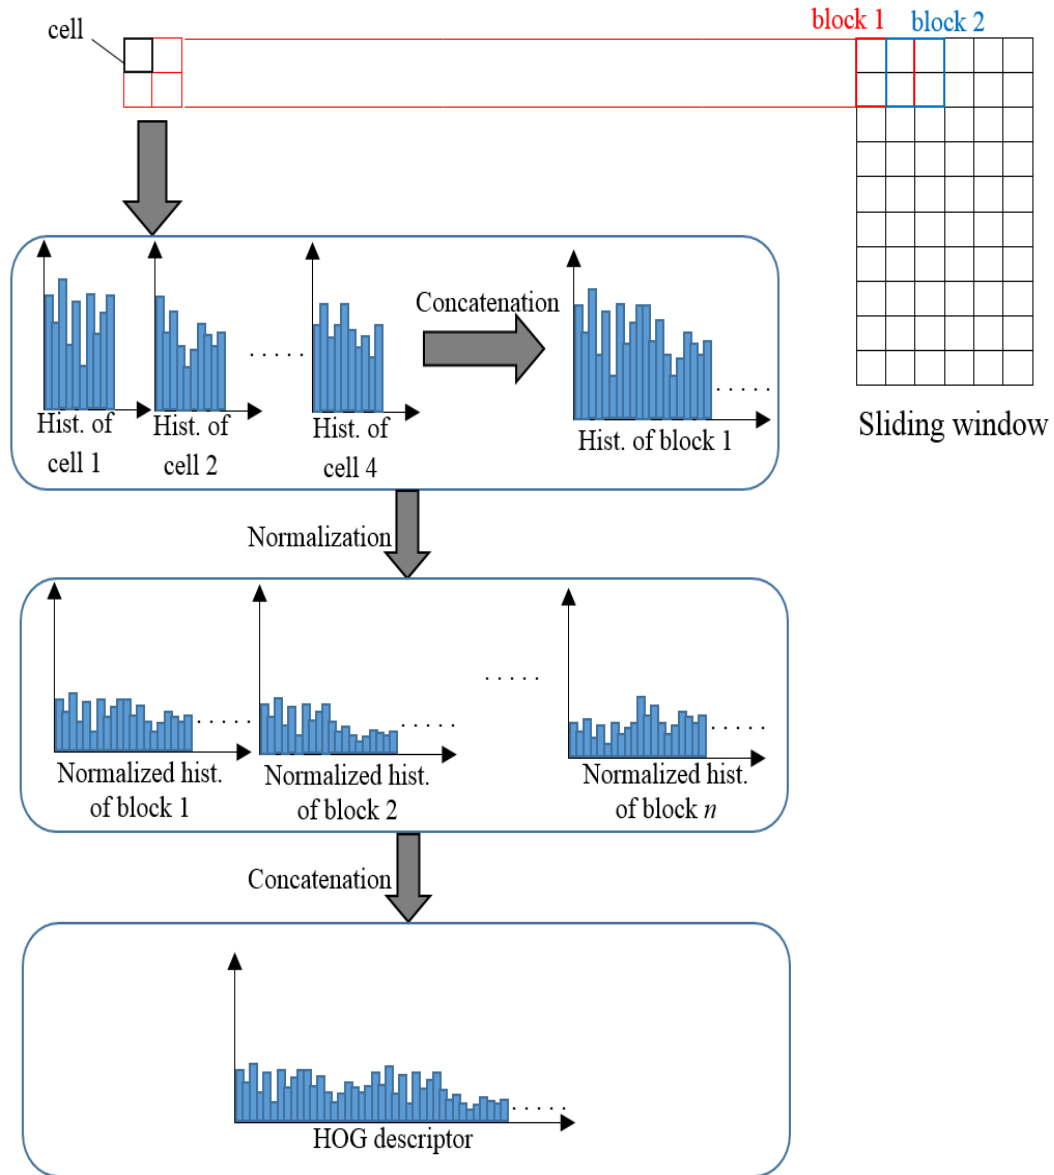 block 1
block 2
cell
Concatenation
Hist. of
cell 1
Hist. of
cell 2
. . . . .
Hist. of
cell 4
Hist. of block 1
. . . . .
Sliding window
Normalization
. . . . .
. . . . .
. . . . .
. . . . .
Normalized hist.
of block 1
Normalized hist.
of block 2
Normalized hist.
of block n
Concatenation
. . . . .
HOG descriptor